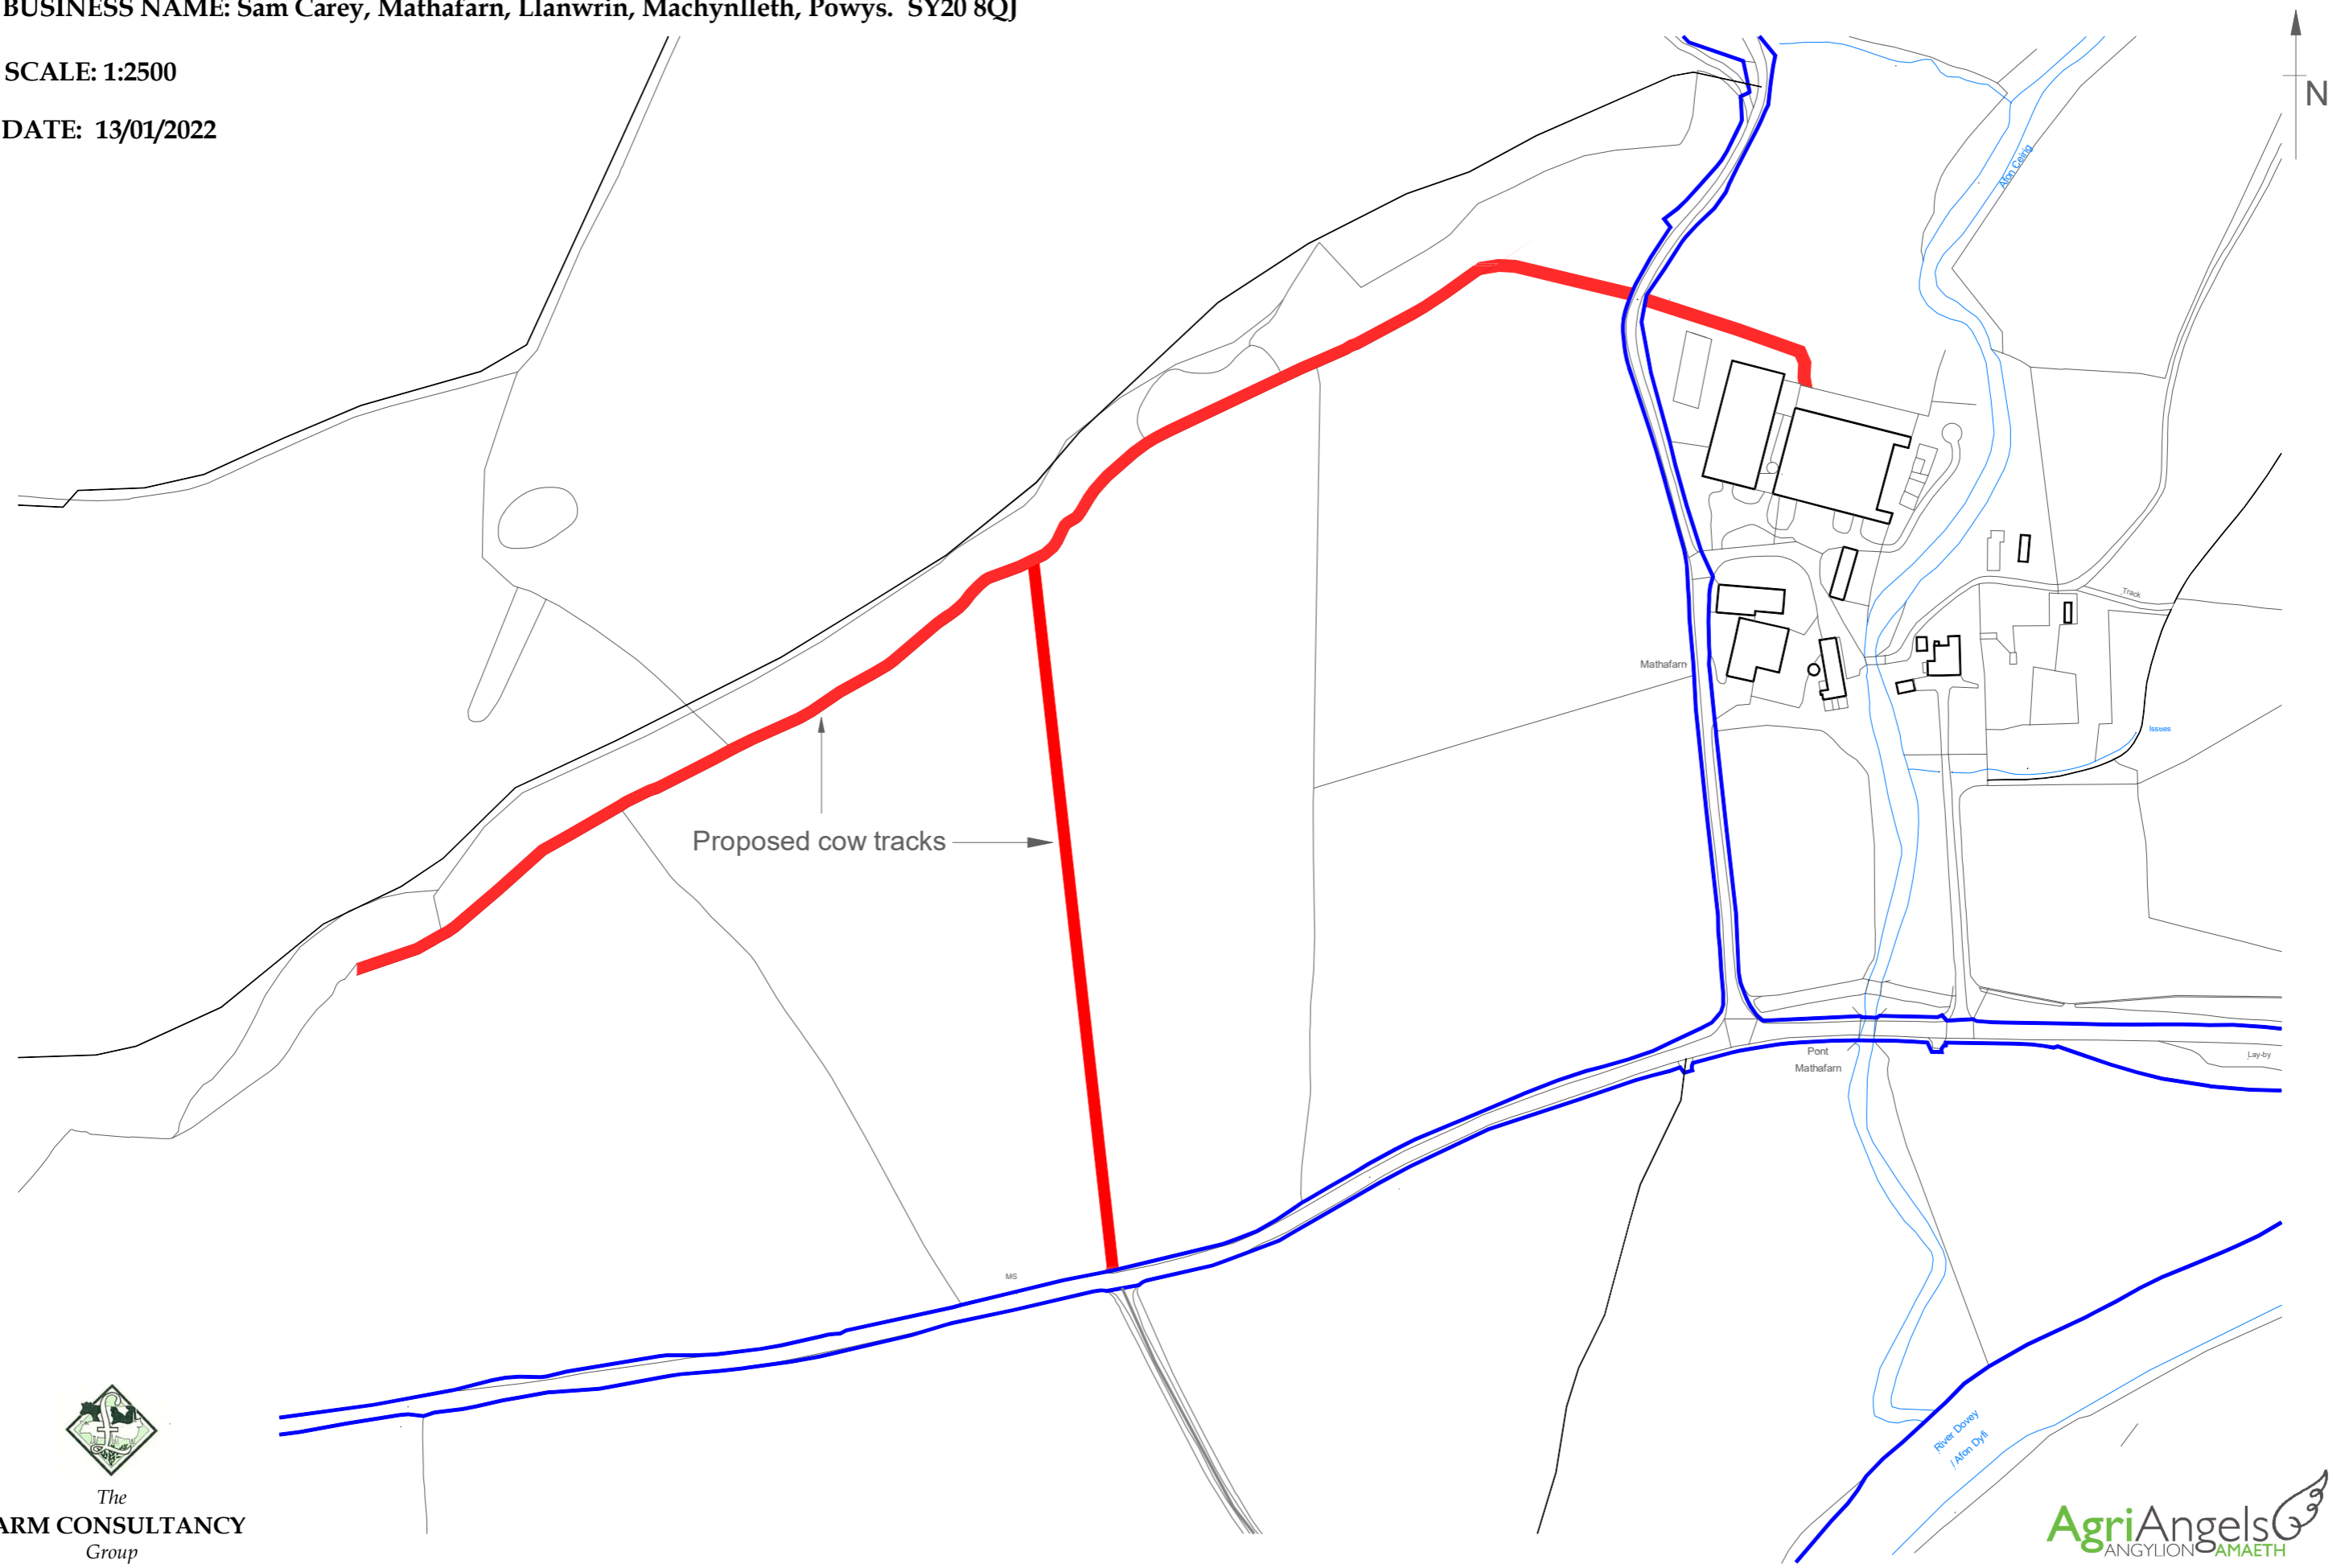 BUSINESS NAME: Sam Carey, Mathafarn, Llanwrin, Machynlleth, Powys. SY20 8QJ
SCALE: 1:2500
DATE: 13/01/2022
N
Afon Ceirig
Track
Mathafarn
Issues
Proposed cow tracks
Pont
Mathafarn
Lay-by
MS
River Dovey
/ Afon Dyfi
The
ARM CONSULTANCY
Group
AgriAngels
ANGYLION AMAETH